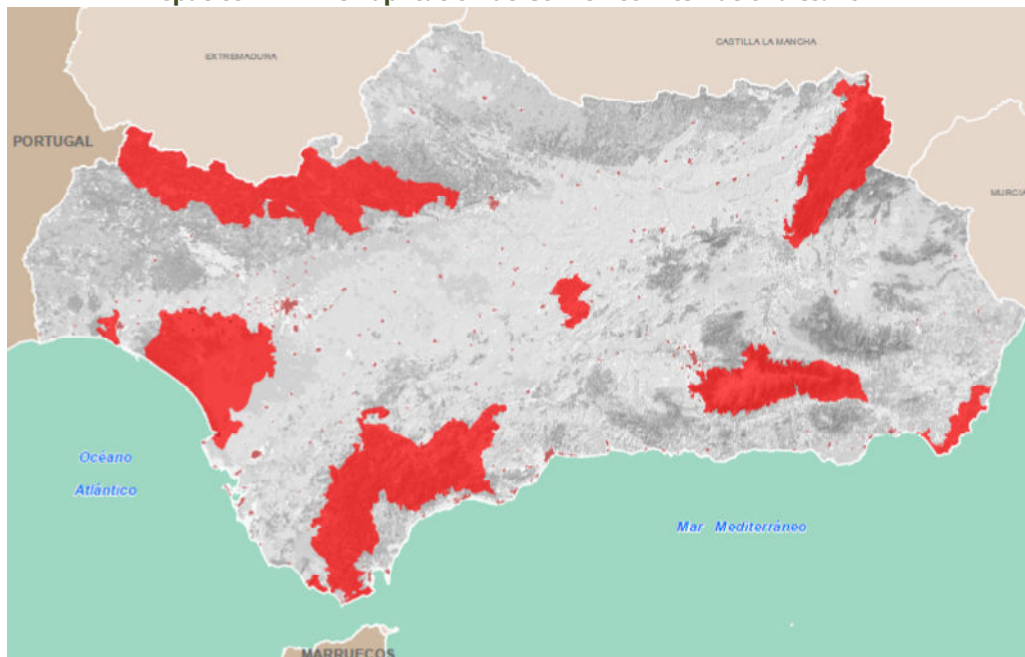 CASTILLA LA MANCHA
EXTREMADURA
PORTUGAL
MURCIA
Océano
Atlántico
Mar Mediterráneo
MARRUECOS